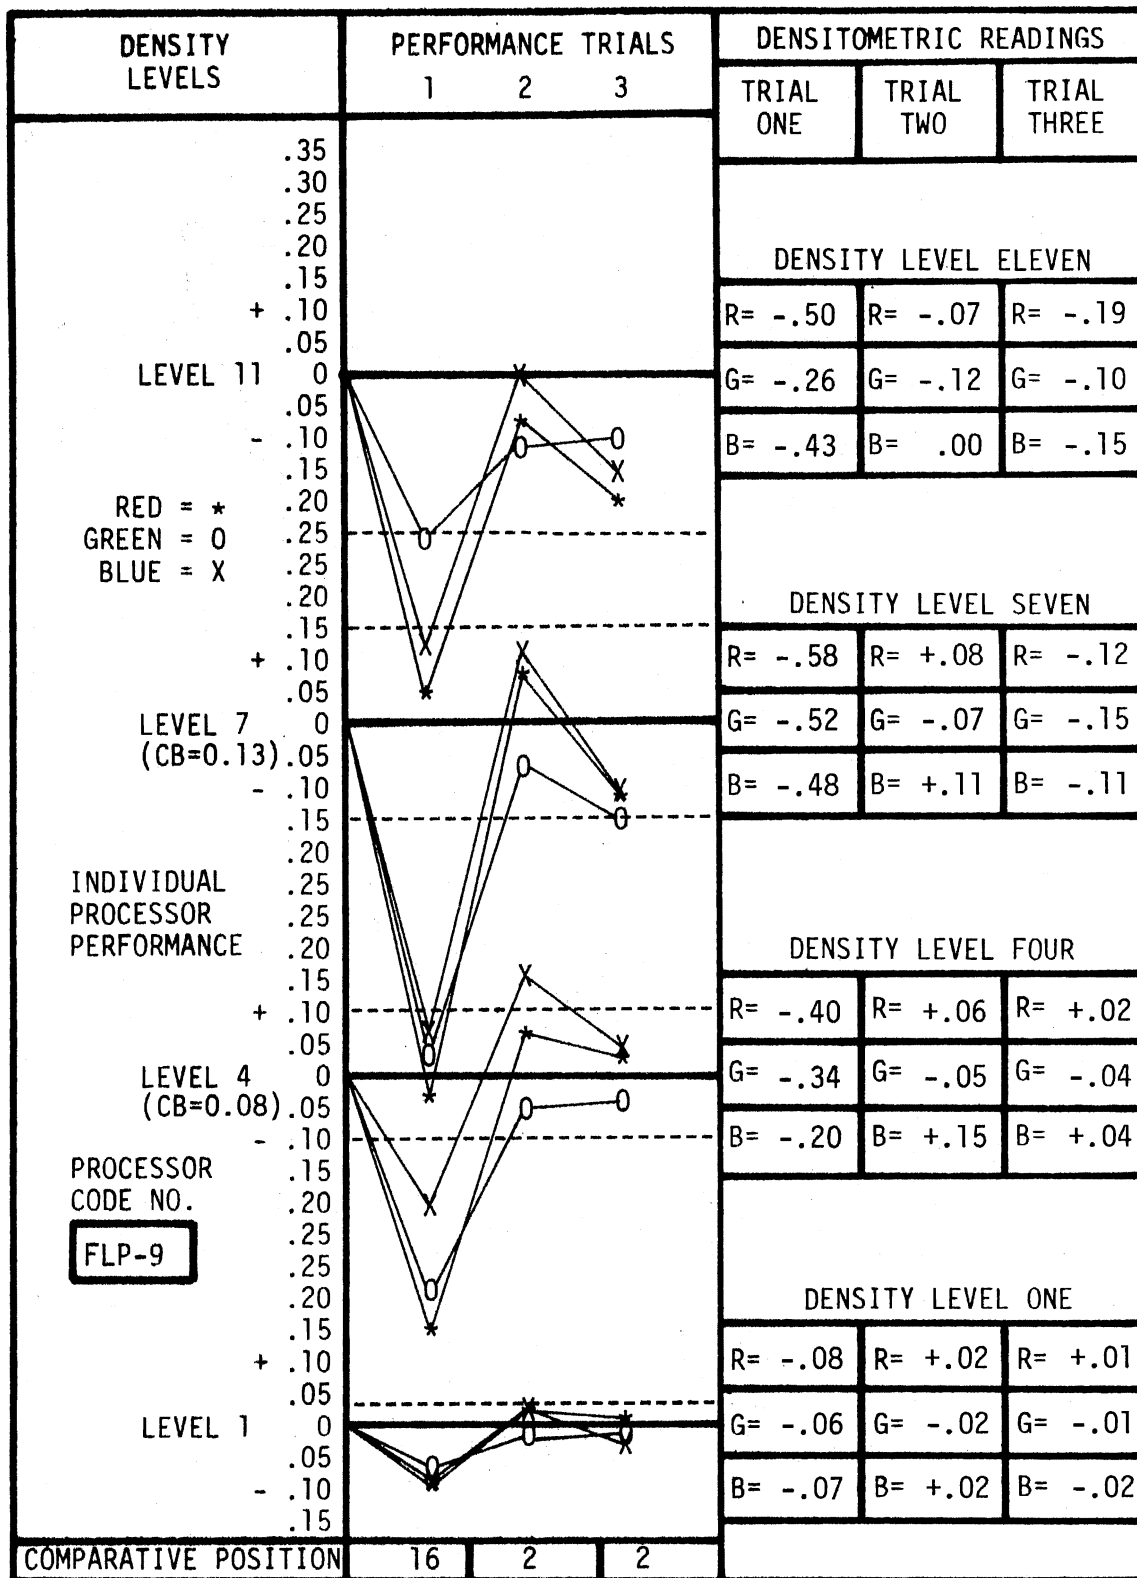 DENSITY
LEVELS
PERFORMANCE TRIALS
1 2 3
DENSITOMETRIC READINGS
TRIAL
ONE
TRIAL
TWO
TRIAL
THREE
.35
.30
.25
.20
.15
+ .10
.05
LEVEL 11 0
.05
- .10
.15
RED = * .20
GREEN = O .25
BLUE = X .25
.20
.15
+ .10
.05
LEVEL 7 0
(CB=0.13) .05
- .10
.15
.20
INDIVIDUAL .25
PROCESSOR .25
PERFORMANCE .20
.15
+ .10
.05
LEVEL 4 0
(CB=0.08) .05
- .10
PROCESSOR .15
CODE NO. .20
.25
FLP-9 .25
.20
.15
+ .10
.05
LEVEL 1 0
.05
- .10
.15
DENSITY LEVEL ELEVEN
R= -.50 R= -.07 R= -.19
G= -.26 G= -.12 G= -.10
B= -.43 B= .00 B= -.15
DENSITY LEVEL SEVEN
R= -.58 R= +.08 R= -.12
G= -.52 G= -.07 G= -.15
B= -.48 B= +.11 B= -.11
DENSITY LEVEL FOUR
R= -.40 R= +.06 R= +.02
G= -.34 G= -.05 G= -.04
B= -.20 B= +.15 B= +.04
DENSITY LEVEL ONE
R= -.08 R= +.02 R= +.01
G= -.06 G= -.02 G= -.01
B= -.07 B= +.02 B= -.02
COMPARATIVE POSITION 16 2 2